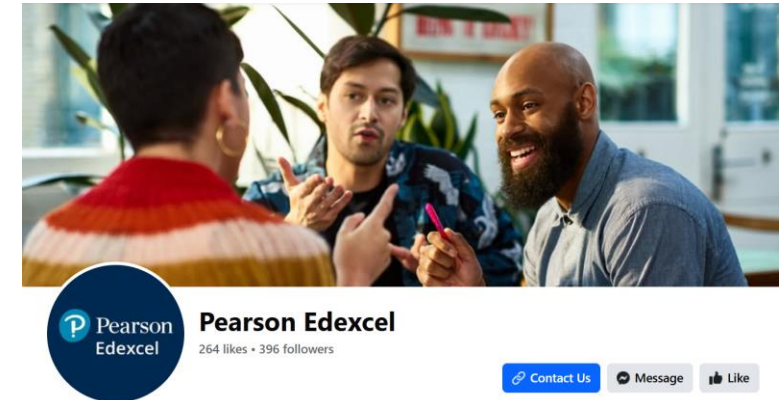 Pearson
Edexcel
Pearson Edexcel
264 likes • 396 followers
Contact Us
Message
Like